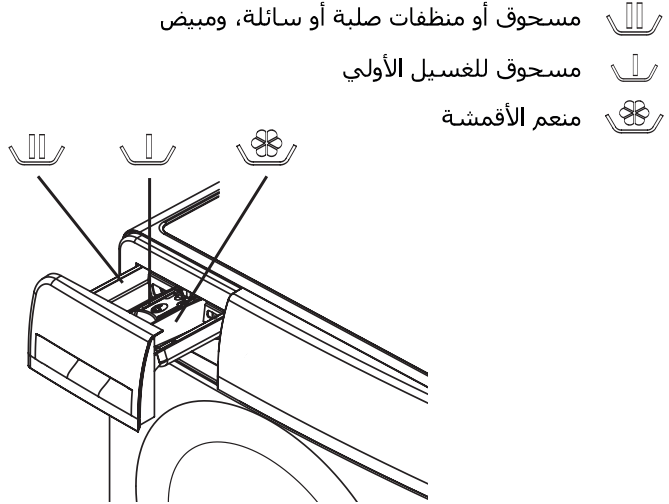 مسحوق أو منظفات صلبة أو سائلة، ومبيض
مسحوق للغسيل الأولي
منعم الأقمشة